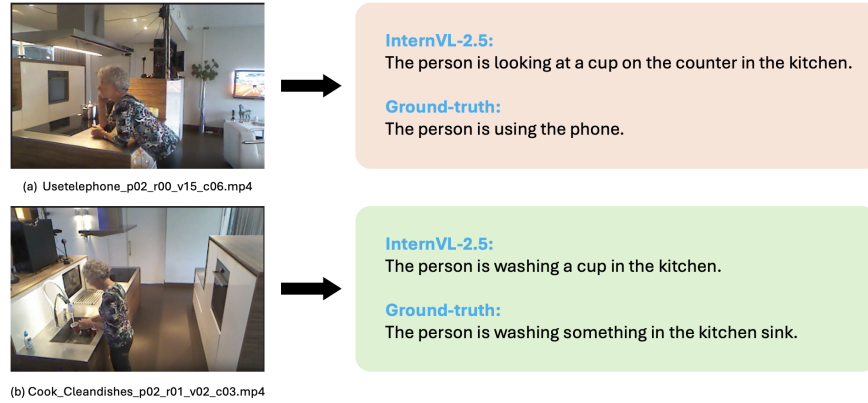 InternVL-2.5:
The person is looking at a cup on the counter in the kitchen.
Ground-truth:
The person is using the phone.
(a) Usetelephone_p02_r00_v15_c06.mp4
InternVL-2.5:
The person is washing a cup in the kitchen.
Ground-truth:
The person is washing something in the kitchen sink.
(b) Cook_Cleandishes_p02_r01_v02_c03.mp4